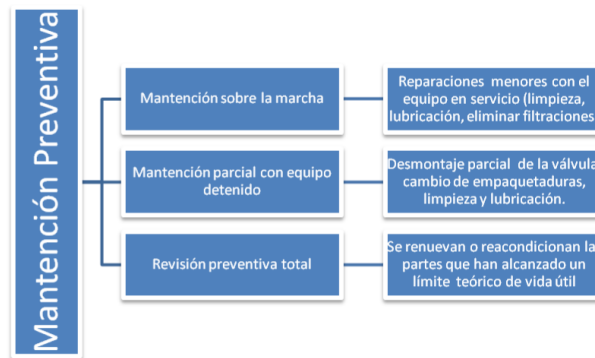 Mantención Preventiva
Mantención sobre la marcha
Reparaciones menores con el
equipo en servicio (limpieza,
lubricación, eliminar filtraciones
Mantención parcial con equipo
detenido
Desmontaje parcial de la válvula
cambio de empaquetaduras,
limpieza y lubricación.
Revisión preventiva total
Se renuevan o reacondicionan la
partes que han alcanzado un
límite teórico de vida útil